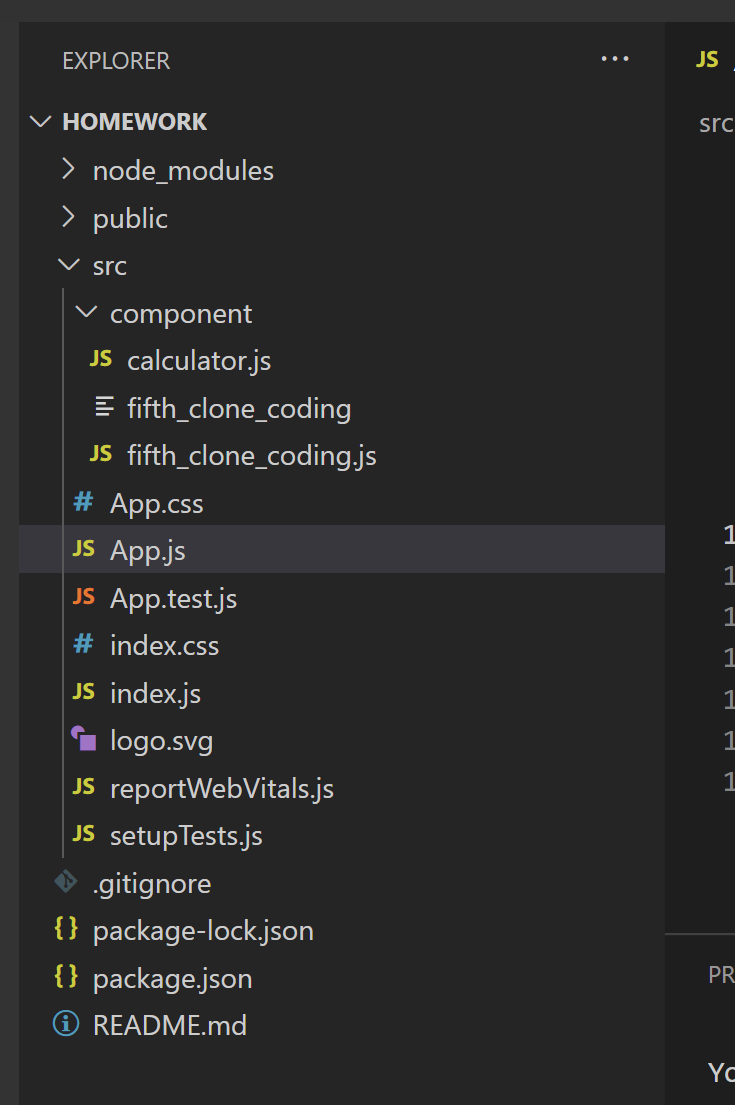 EXPLORER ...
JS
HOMEWORK
src
node_modules
public
src
component
JS calculator.js
fifth_clone_coding
JS fifth_clone_coding.js
# App.css
JS App.js
JS App.test.js
# index.css
JS index.js
logo.svg
JS reportWebVitals.js
JS setupTests.js
.gitignore
{} package-lock.json
{} package.json
README.md
1
1
1
1
1
1
1
PR
Yo